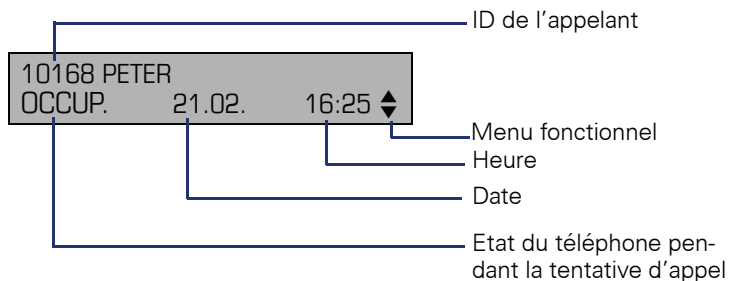 ID de l'appelant
10168 PETER
OCCUP. 21.02. 16:25
Menu fonctionnel
Heure
Date
Etat du téléphone pen-
dant la tentative d'appel